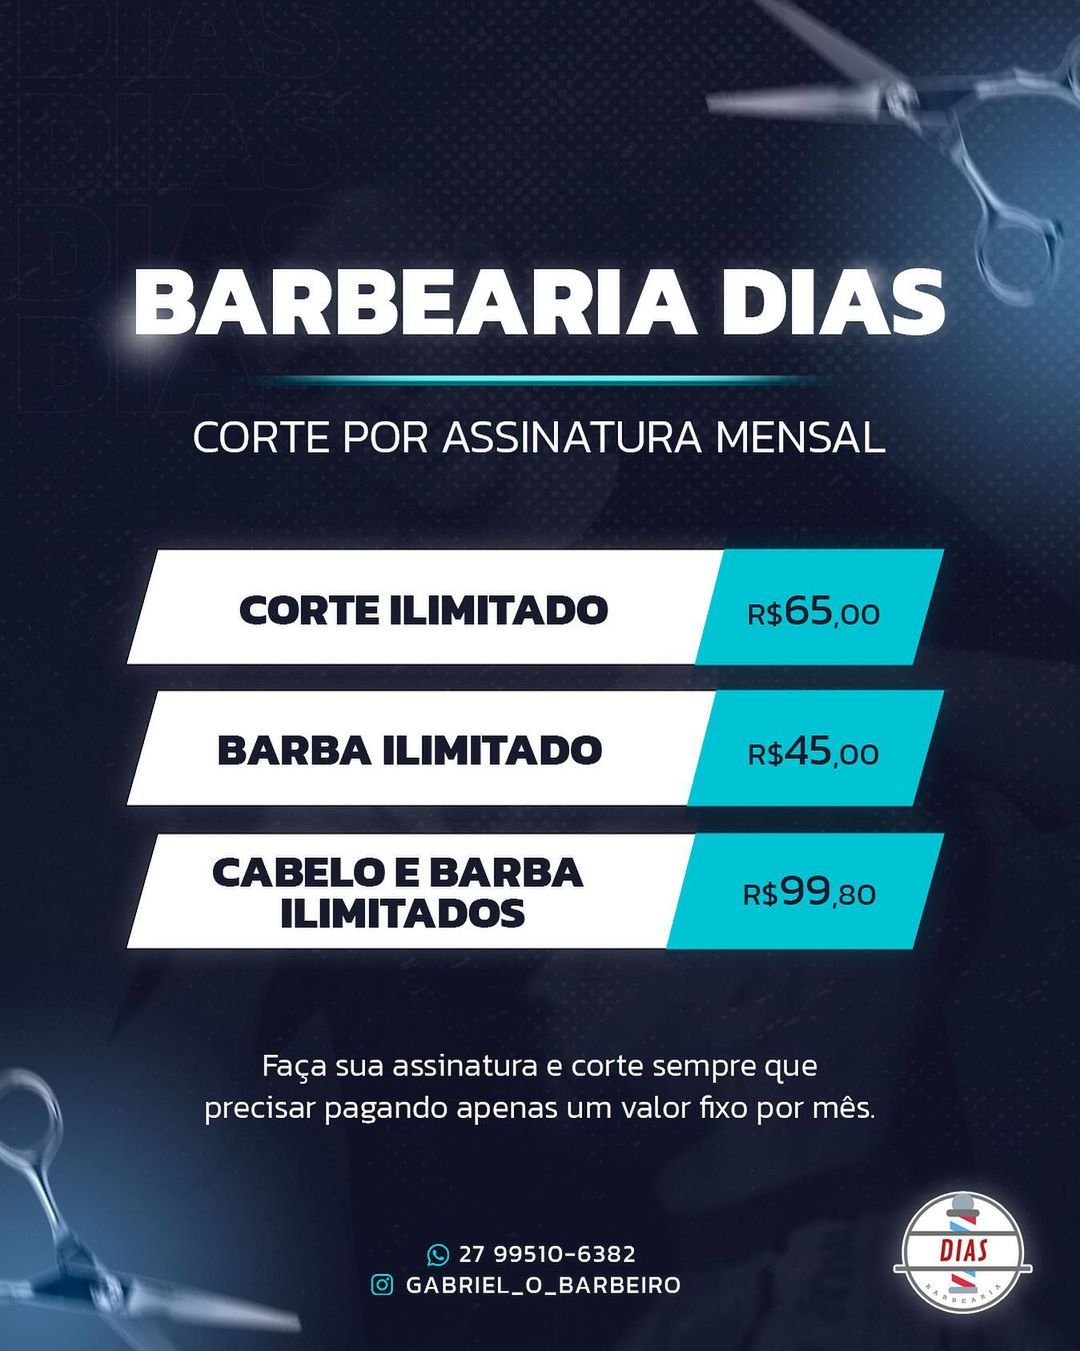 DIAS
DIAS
DIAS
DIAS
BARBEARIA DIAS
CORTE POR ASSINATURA MENSAL
CORTE ILIMITADO
R$65,00
BARBA ILIMITADO
R$45,00
CABELO E BARBA
ILIMITADOS
R$99,80
Faça sua assinatura e corte sempre que
precisar pagando apenas um valor fixo por mês.
27 99510-6382
GABRIEL_O_BARBEIRO
DIAS
BARBEARIA